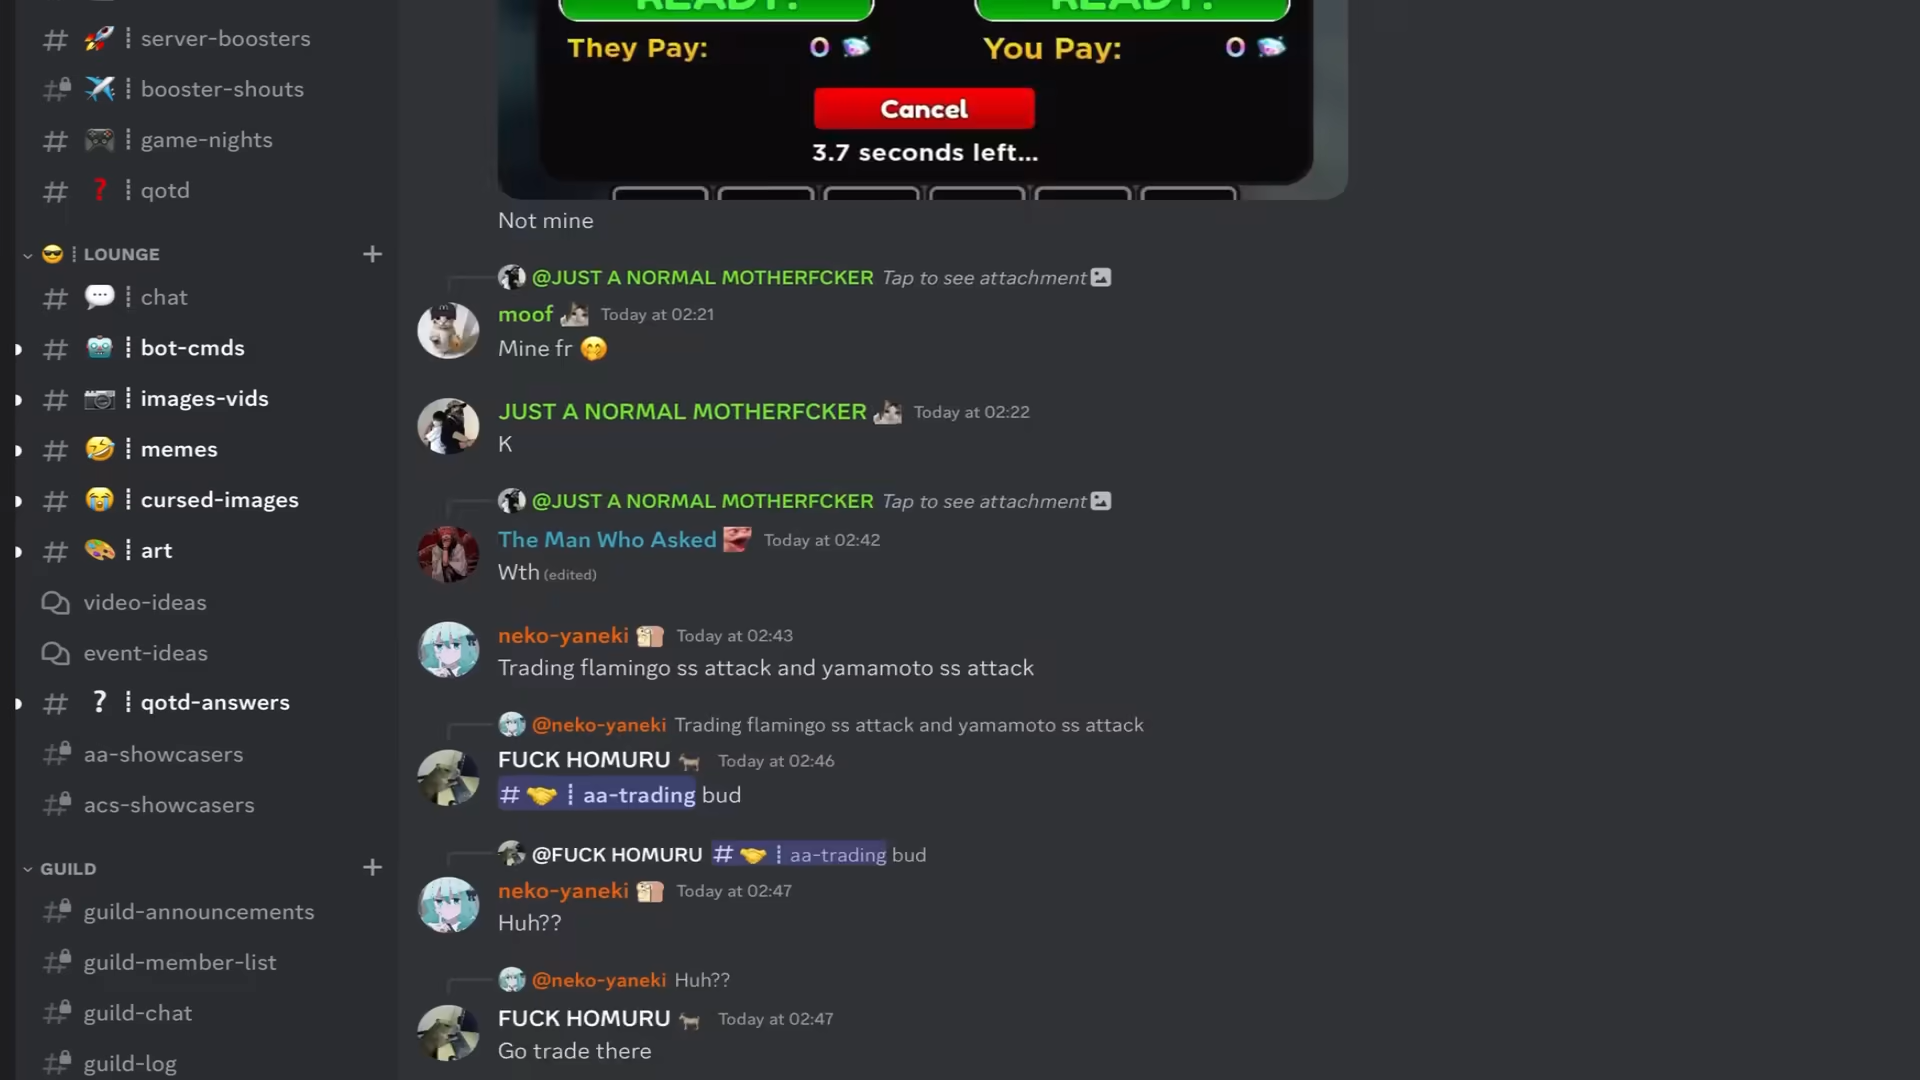 server-boosters
booster-shouts
game-nights
qotd
LOUNGE
chat
bot-cmds
images-vids
memes
cursed-images
art
video-ideas
event-ideas
qotd-answers
aa-showcasers
acs-showcasers
GUILD
guild-announcements
guild-member-list
guild-chat
guild-log
READY! READY!
They Pay: 0 You Pay: 0
Cancel
3.7 seconds left...
Not mine
@JUST A NORMAL MOTHERFCKER Tap to see attachment
moof Today at 02:21
Mine fr 🤭
JUST A NORMAL MOTHERFCKER Today at 02:22
K
@JUST A NORMAL MOTHERFCKER Tap to see attachment
The Man Who Asked Today at 02:42
Wth (edited)
neko-yaneki Today at 02:43
Trading flamingo ss attack and yamamoto ss attack
@neko-yaneki Trading flamingo ss attack and yamamoto ss attack
FUCK HOMURU Today at 02:46
# 🤝 ┊ aa-trading bud
@FUCK HOMURU # 🤝 ┊ aa-trading bud
neko-yaneki Today at 02:47
Huh??
@neko-yaneki Huh??
FUCK HOMURU Today at 02:47
Go trade there